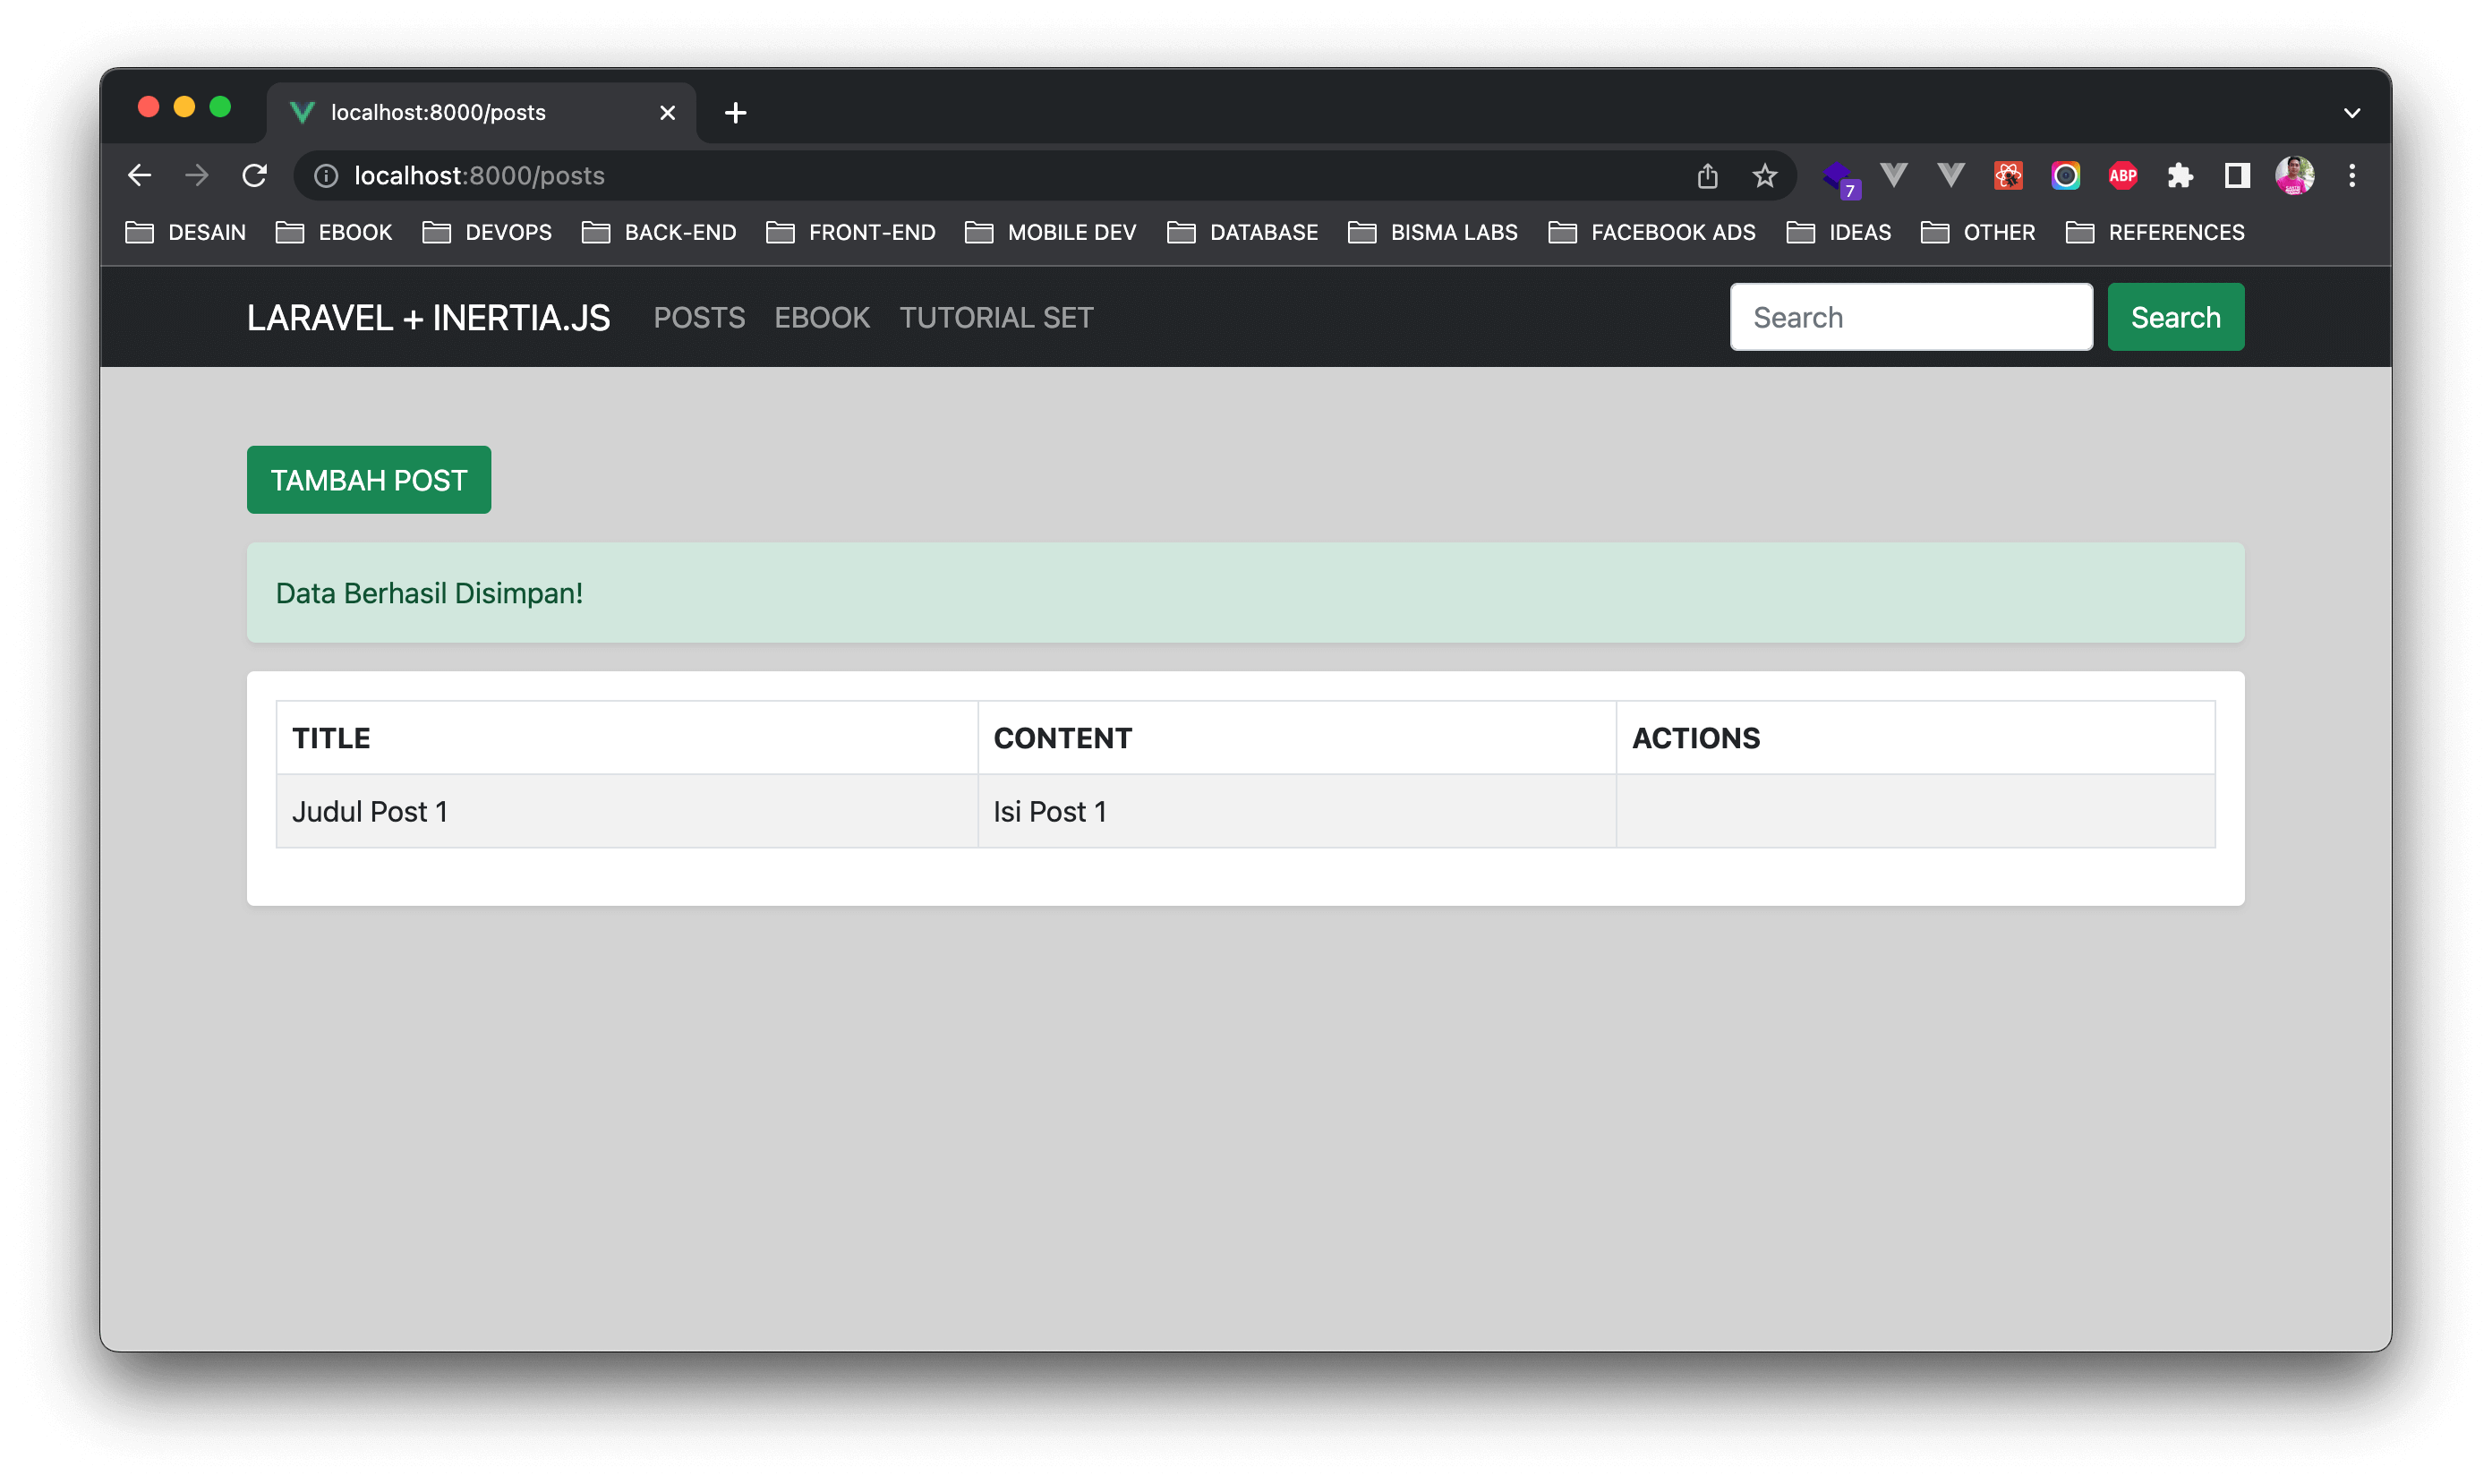 localhost:8000/posts
localhost:8000/posts
7
ABP
DESAIN EBOOK DEVOPS BACK-END FRONT-END MOBILE DEV DATABASE BISMA LABS FACEBOOK ADS IDEAS OTHER REFERENCES
LARAVEL + INERTIA.JS POSTS EBOOK TUTORIAL SET Search Search
TAMBAH POST
Data Berhasil Disimpan!
TITLE CONTENT ACTIONS
Judul Post 1 Isi Post 1